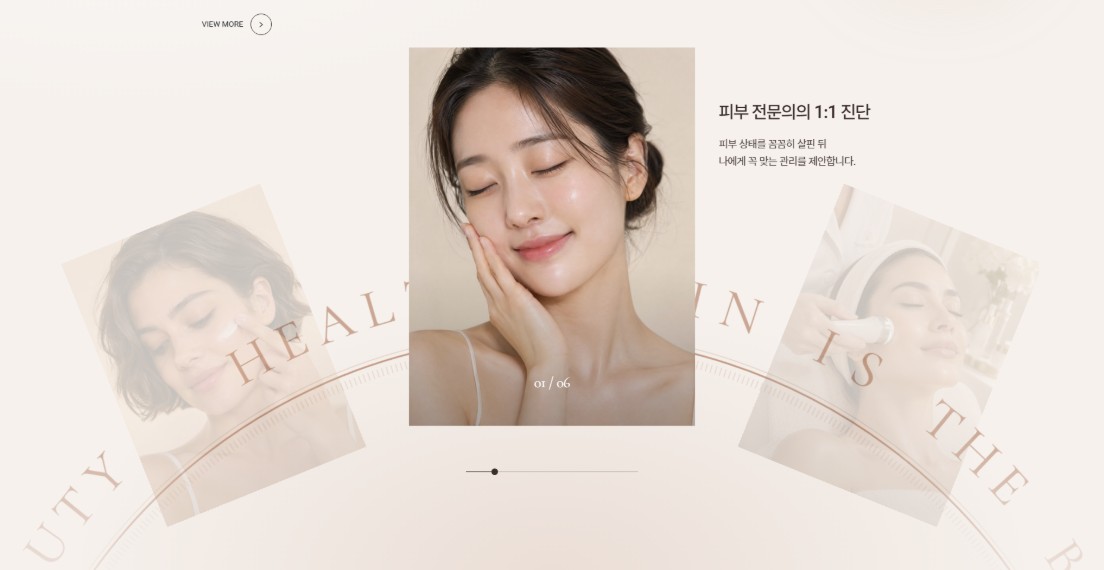 VIEW MORE
피부 전문의의 1:1 진단
피부 상태를 꼼꼼히 살핀 뒤
나에게 꼭 맞는 관리를 제안합니다.
UTY HEALT IN IS THE B
01 / 06